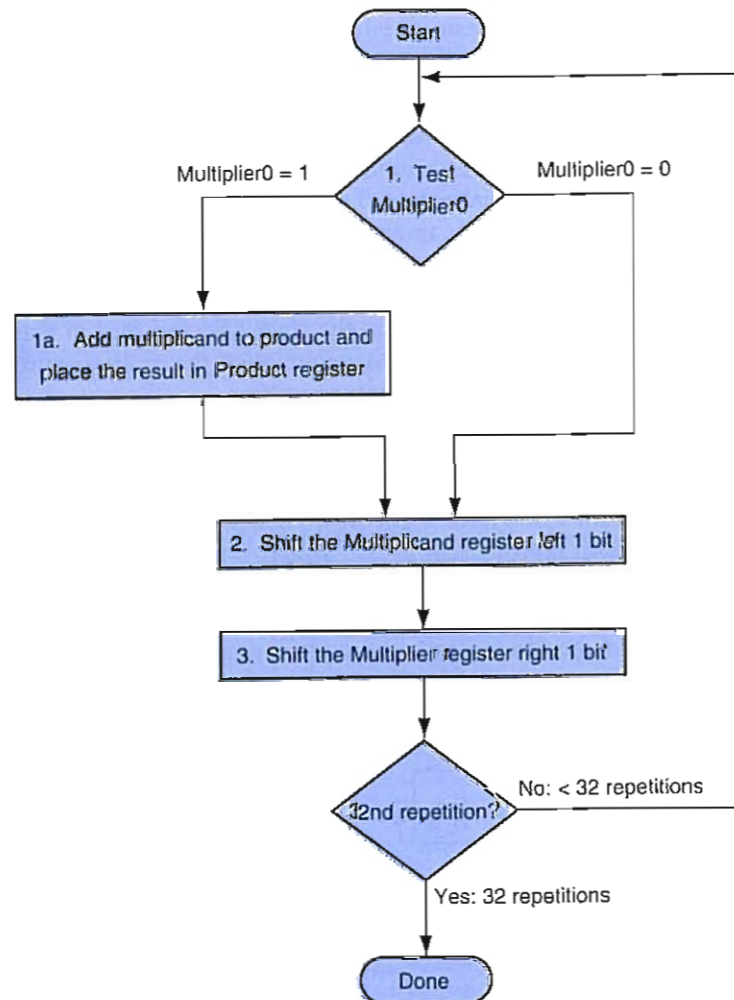 Start
1. Test
Multiplier0
Multiplier0 = 1
Multiplier0 = 0
1a. Add multiplicand to product and
place the result in Product register
2. Shift the Multiplicand register left 1 bit
3. Shift the Multiplier register right 1 bit
32nd repetition?
No: < 32 repetitions
Yes: 32 repetitions
Done